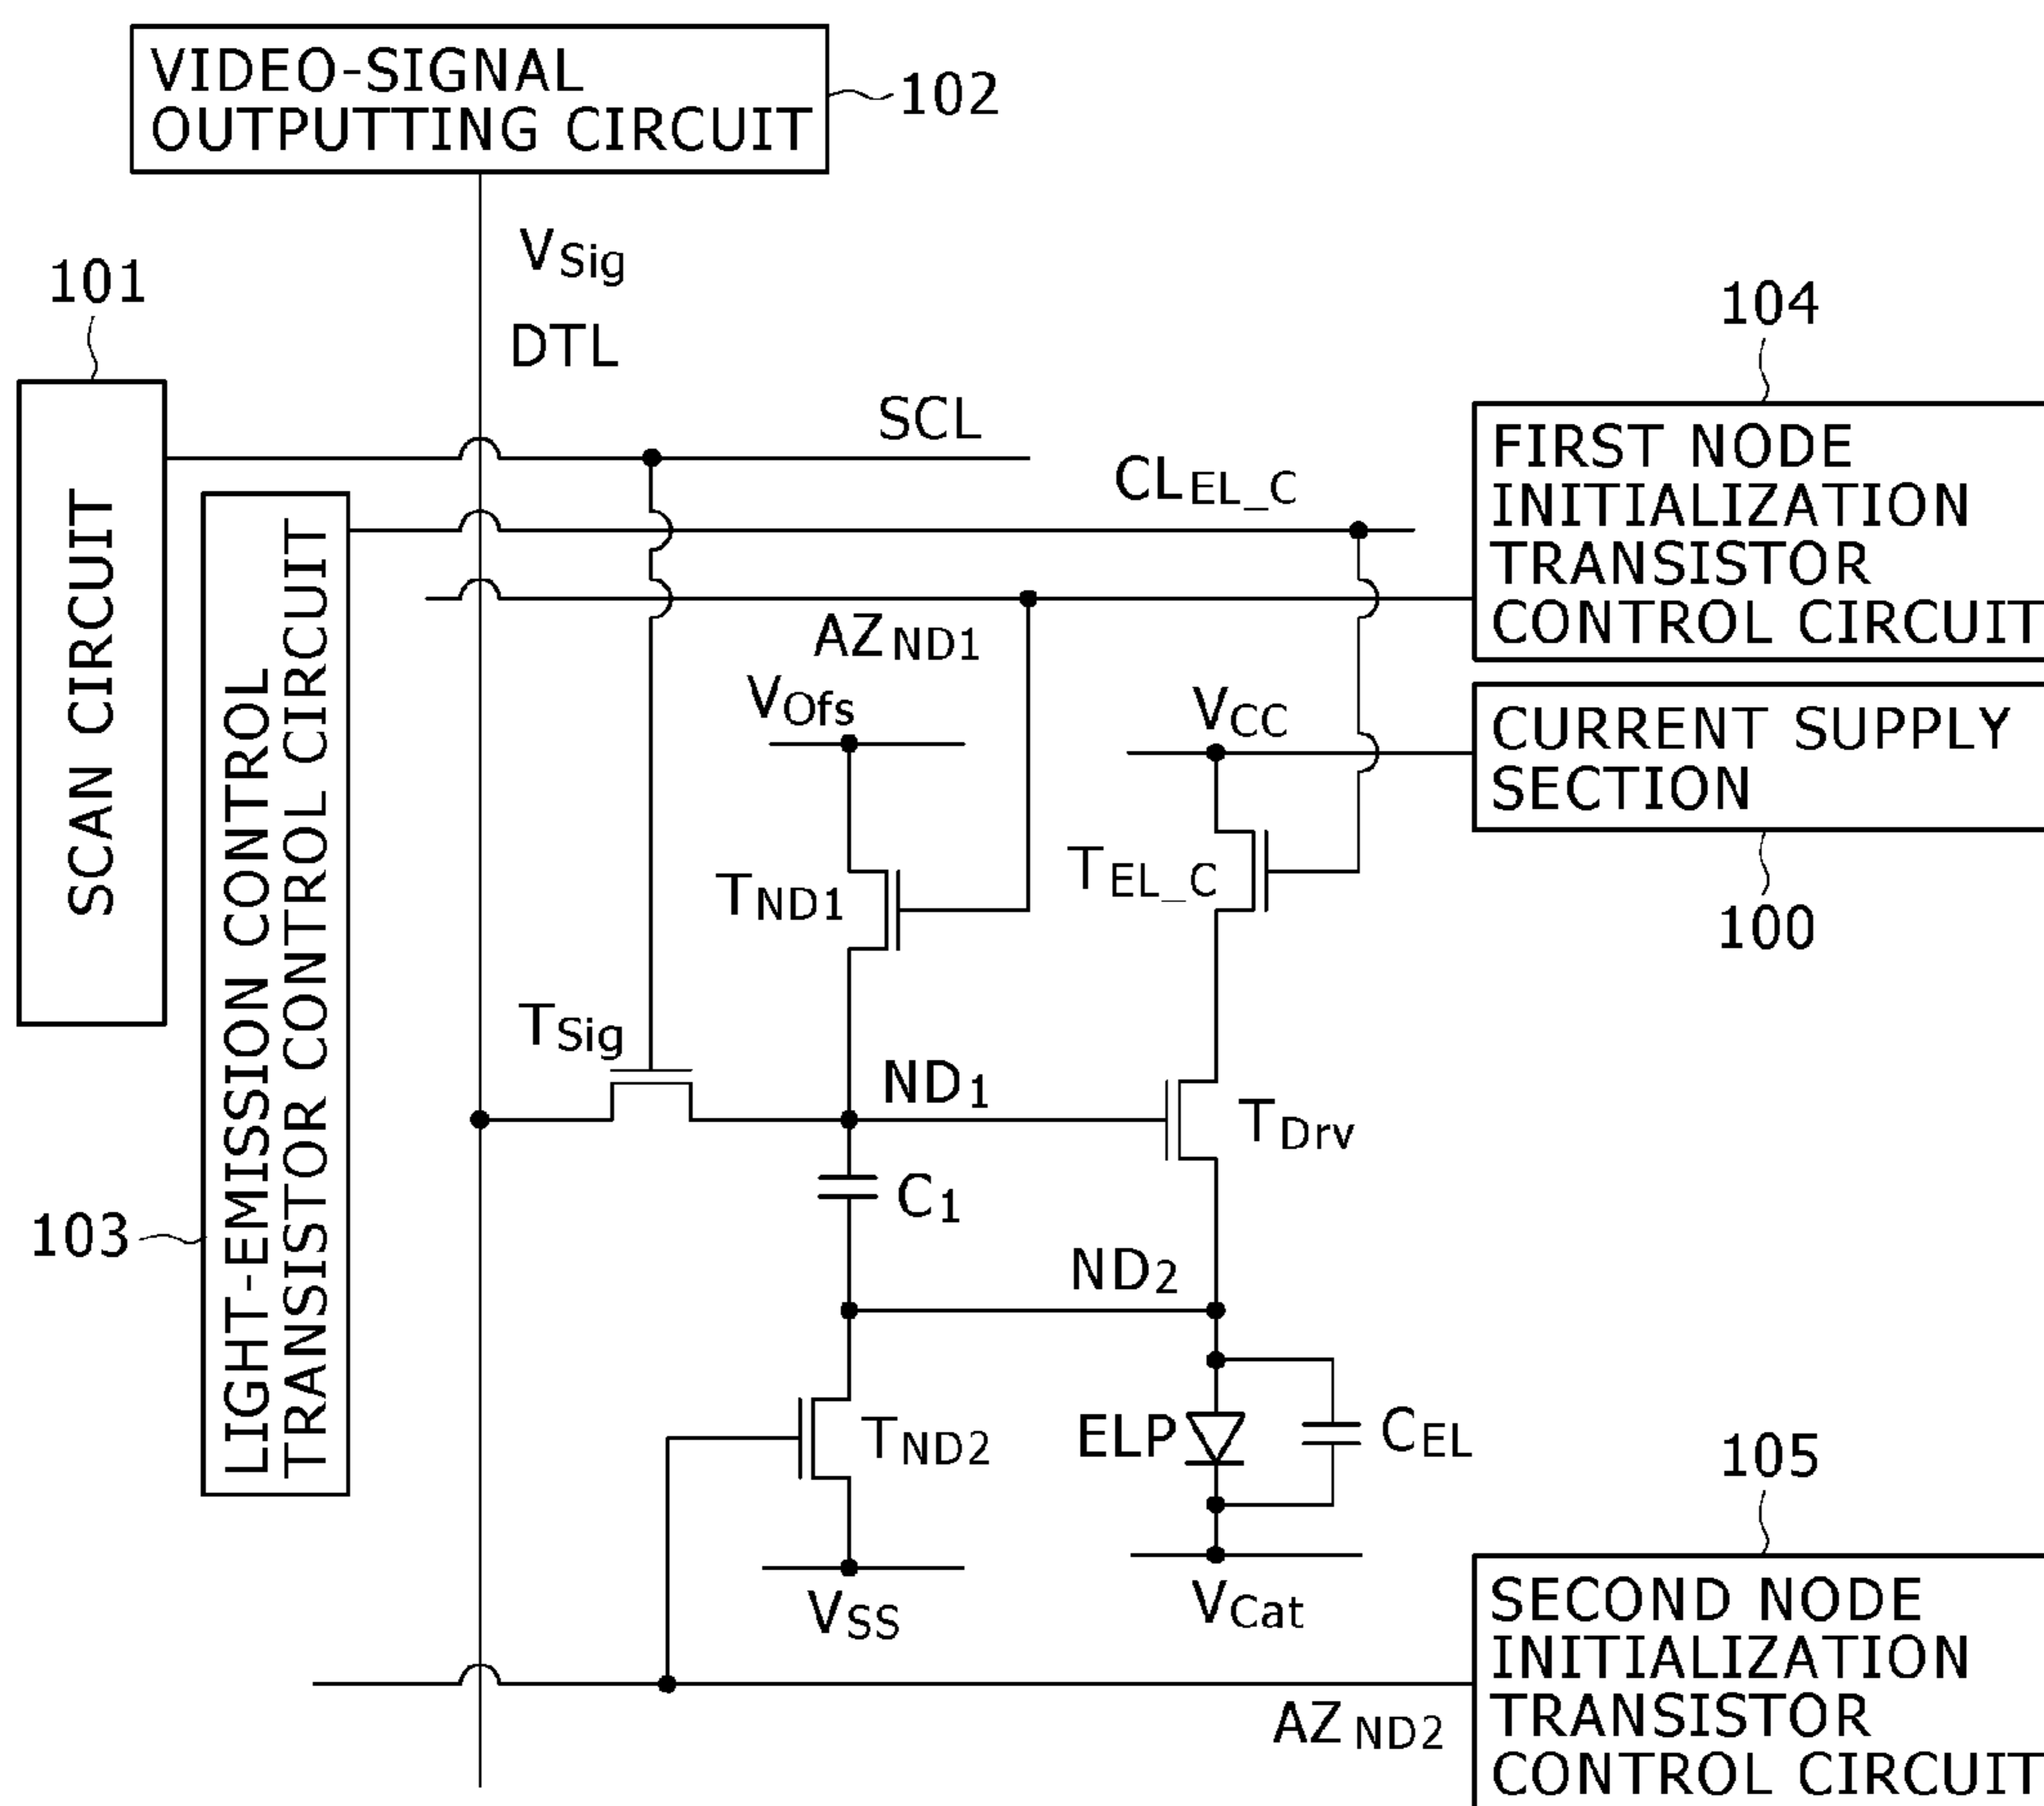 VIDEO-SIGNAL
OUTPUTTING CIRCUIT
102
VSig
DTL
101
SCAN CIRCUIT
SCL
CLEL_C
104
FIRST NODE
INITIALIZATION
TRANSISTOR
CONTROL CIRCUIT
AZND1
LIGHT-EMISSION CONTROL
TRANSISTOR CONTROL CIRCUIT
103
VOfs
VCC
CURRENT SUPPLY
SECTION
100
TND1
TEL_C
TSig
ND1
TDrv
C1
ND2
TND2
ELP
CEL
VSS
VCat
105
SECOND NODE
INITIALIZATION
TRANSISTOR
CONTROL CIRCUIT
AZND2